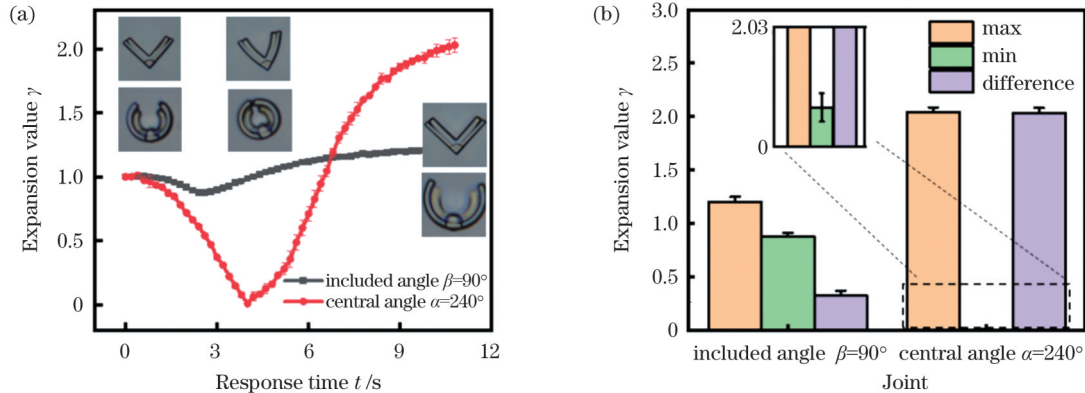 (a)
2.0
1.5
1.0
0.5
0
Expansion value γ
included angle β=90°
central angle α=240°
0 3 6 9 12
Response time t /s
(b)
3.0
2.5
2.0
1.5
1.0
0.5
0
Expansion value γ
2.03
0
max
min
difference
included angle β=90° central angle α=240°
Joint